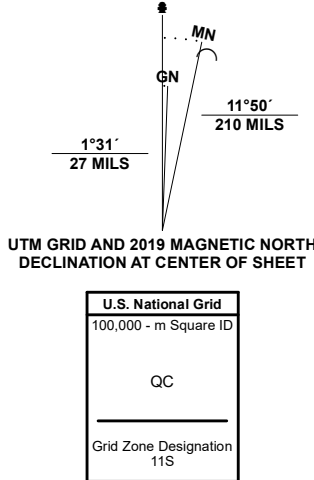 MN
GN
11°50´
210 MILS
1°31´
27 MILS
UTM GRID AND 2019 MAGNETIC NORTH
DECLINATION AT CENTER OF SHEET
U.S. National Grid
100,000 - m Square ID
QC
Grid Zone Designation
11S